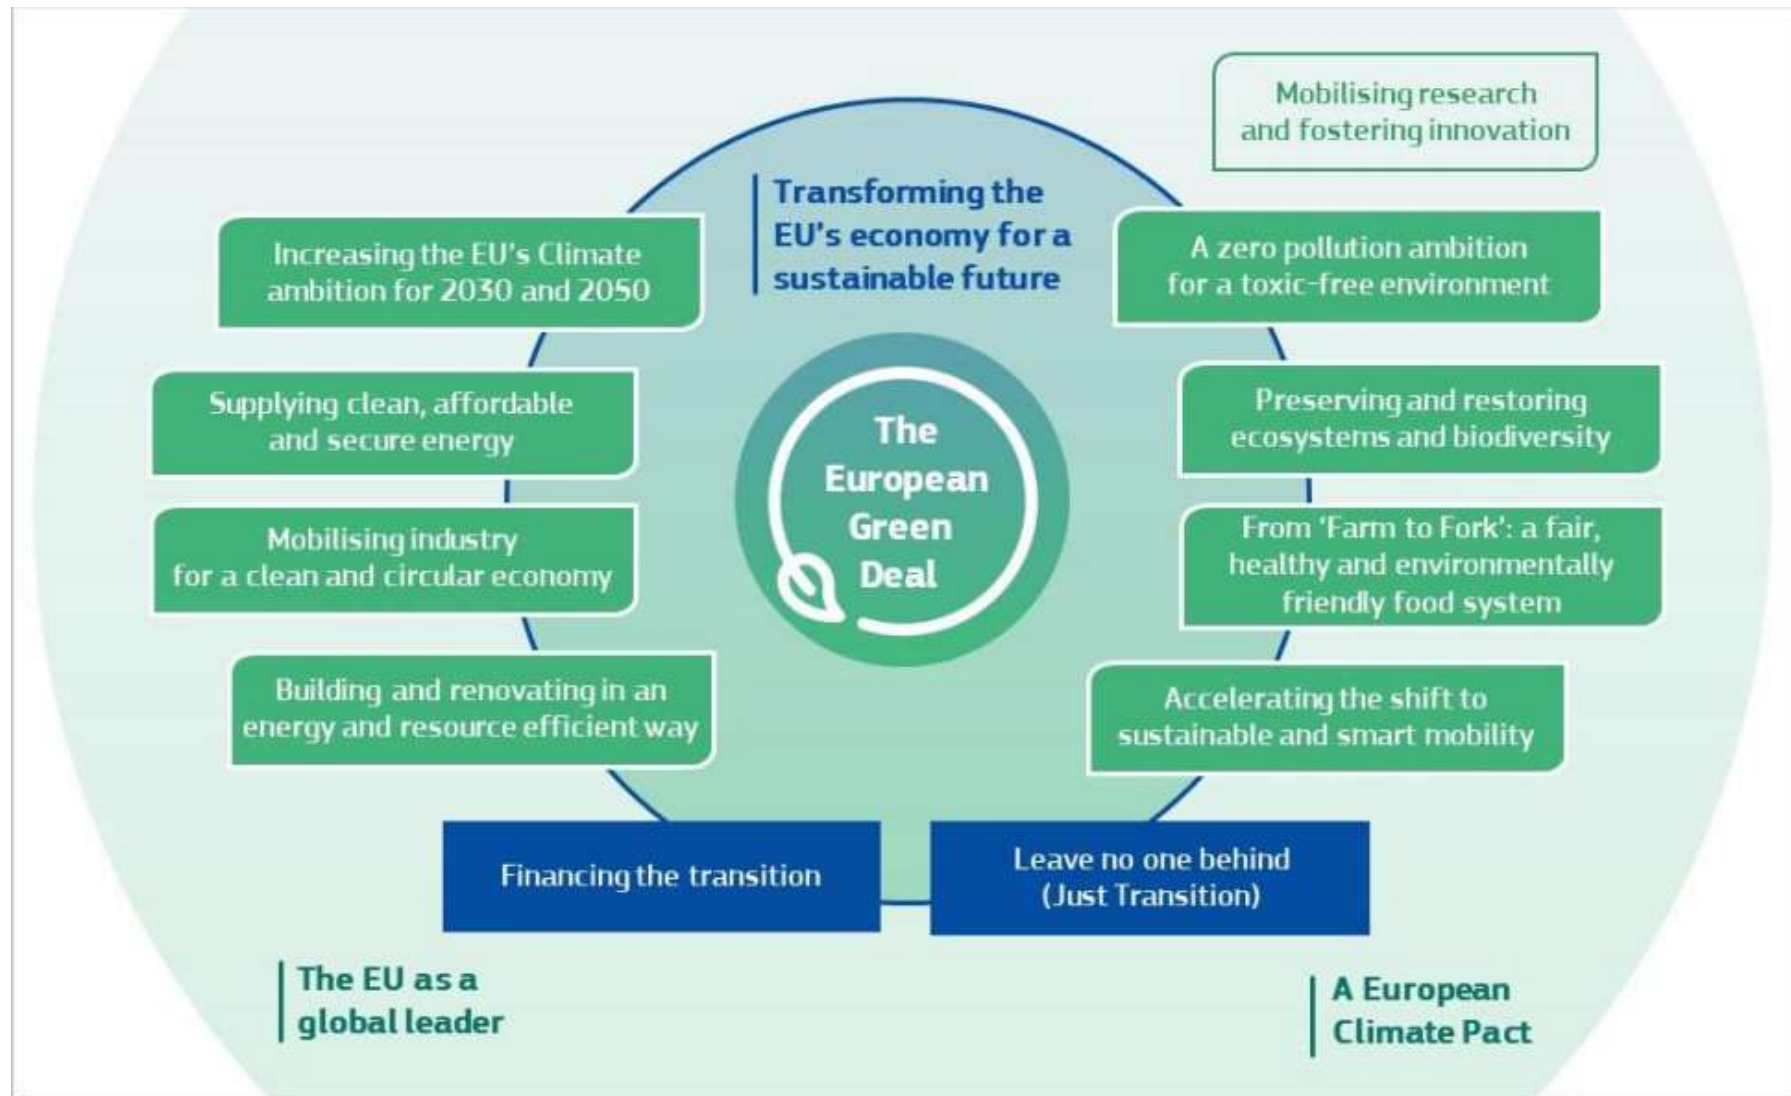 Mobilising research
and fostering innovation
Transforming the
EU's economy for a
sustainable future
Increasing the EU's Climate
ambition for 2030 and 2050
A zero pollution ambition
for a toxic-free environment
Supplying clean, affordable
and secure energy
Preserving and restoring
ecosystems and biodiversity
The
European
Green
Deal
Mobilising industry
for a clean and circular economy
From 'Farm to Fork': a fair,
healthy and environmentally
friendly food system
Building and renovating in an
energy and resource efficient way
Accelerating the shift to
sustainable and smart mobility
Financing the transition
Leave no one behind
(Just Transition)
The EU as a
global leader
A European
Climate Pact